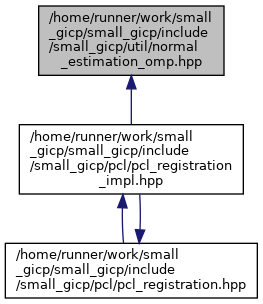 /home/runner/work/small
_gicp/small_gicp/include
/small_gicp/util/normal
_estimation_omp.hpp
/home/runner/work/small
_gicp/small_gicp/include
/small_gicp/pcl/pcl_registration
_impl.hpp
/home/runner/work/small
_gicp/small_gicp/include
/small_gicp/pcl/pcl_registration.hpp